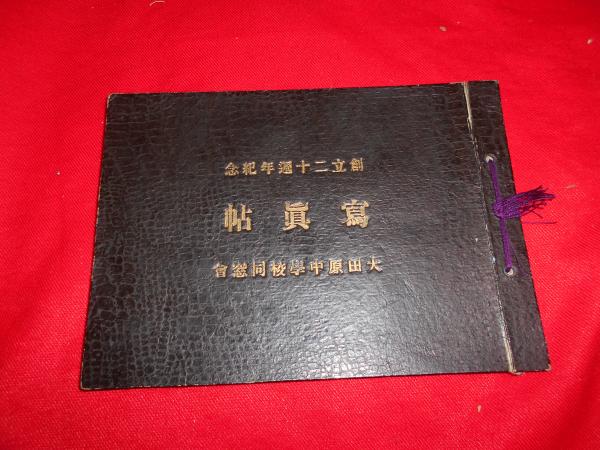 創立二十週年紀念
寫眞帖
大田原中學校同窓會